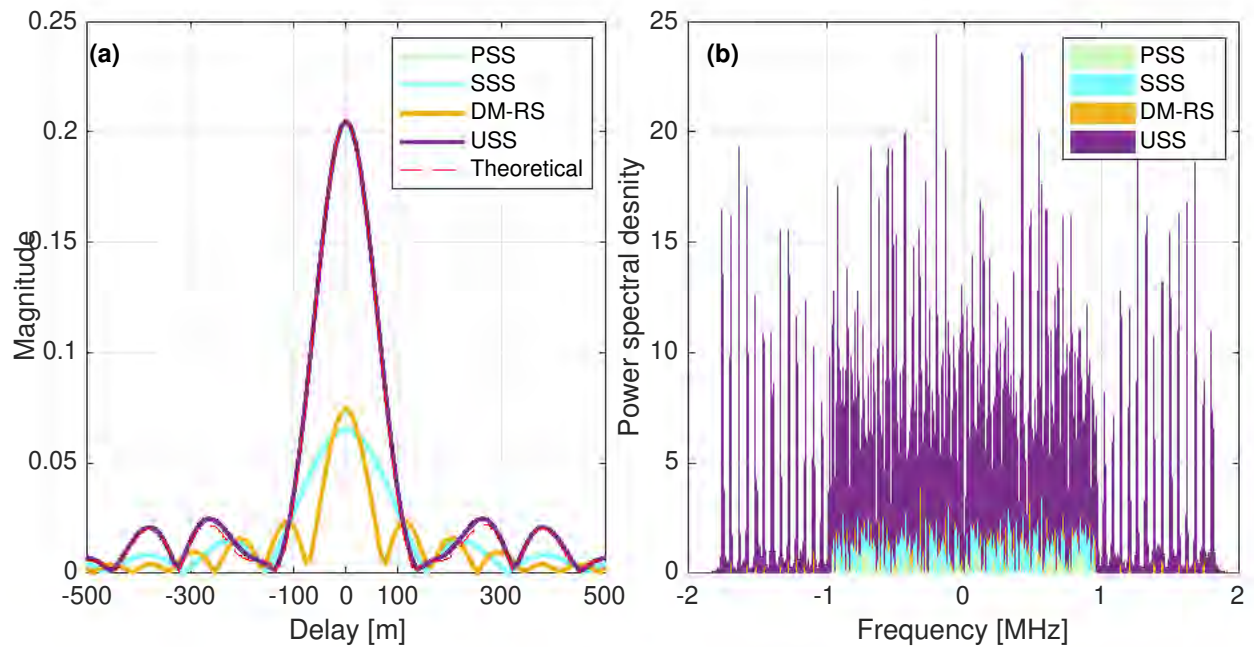 (a)
0.25
0.2
0.15
0.1
0.05
0
Magnitude
PSS
SSS
DM-RS
USS
Theoretical
-500
-300
-100
0
100
300
500
Delay [m]
(b)
25
20
15
10
5
0
Power spectral desnity
PSS
SSS
DM-RS
USS
-2
-1
0
1
2
Frequency [MHz]